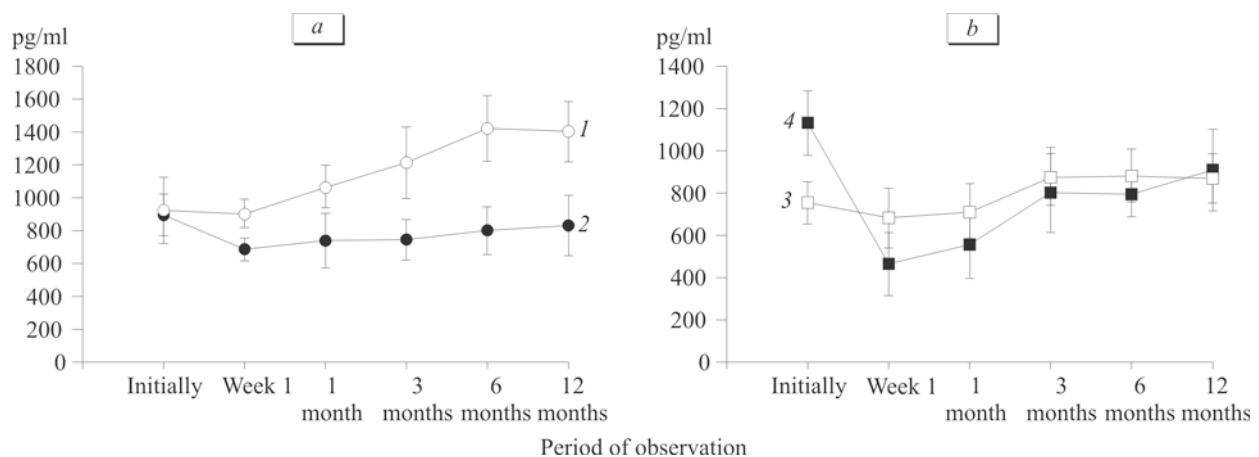 a
pg/ml
1800
1600
1400
1200
1000
800
600
400
200
0
1
2
Initially
Week 1
1
month
3
months
6
months
12
months
b
pg/ml
1400
1200
1000
800
600
400
200
0
4
3
Initially
Week 1
1
month
3
months
6
months
12
months
Period of observation